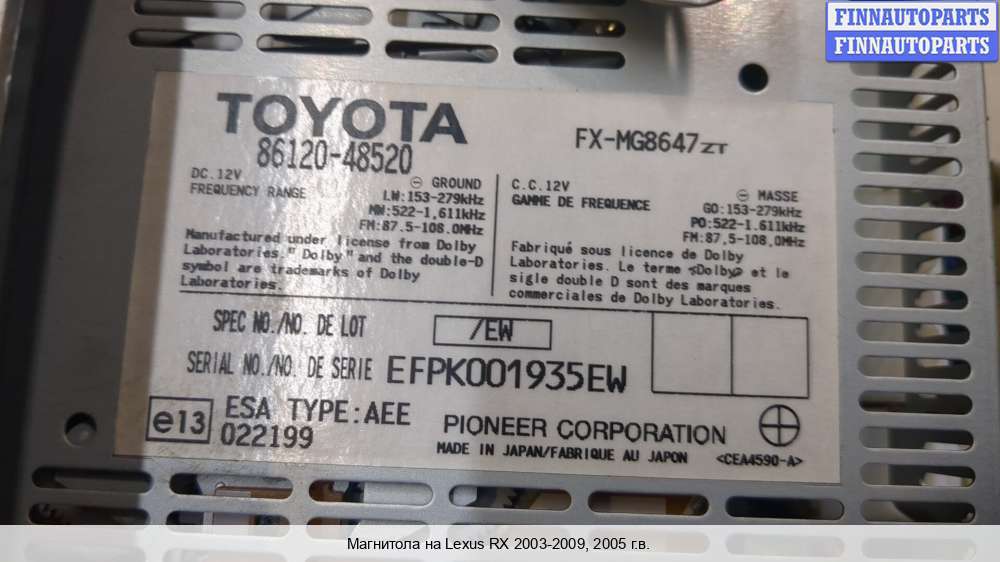 FINNAUTOPARTS
FINNAUTOPARTS
TOYOTA
86120-48520
FX-MG8647ZT
DC.12V
⊖ GROUND
FREQUENCY RANGE
LW:153-279kHz
MW:522-1,611kHz
FM:87.5-108.0MHz
Manufactured under license from Dolby
Laboratories. "Dolby" and the double-D
symbol are trademarks of Dolby
Laboratories.
C.C.12V
⊖ MASSE
GAMME DE FREQUENCE
GO:153-279kHz
PO:522-1.611kHz
FM:87,5-108,0MHz
Fabriqué sous licence de Dolby
Laboratories. Le terme <Dolby> et le
sigle double D sont des marques
commerciales de Dolby Laboratories.
SPEC NO./NO. DE LOT
/EW
SERIAL NO./NO. DE SERIE EFPK001935EW
e13
ESA TYPE:AEE
022199
PIONEER CORPORATION
MADE IN JAPAN/FABRIQUE AU JAPON
<CEA4590-A>
Магнитола на Lexus RX 2003-2009, 2005 г.в.